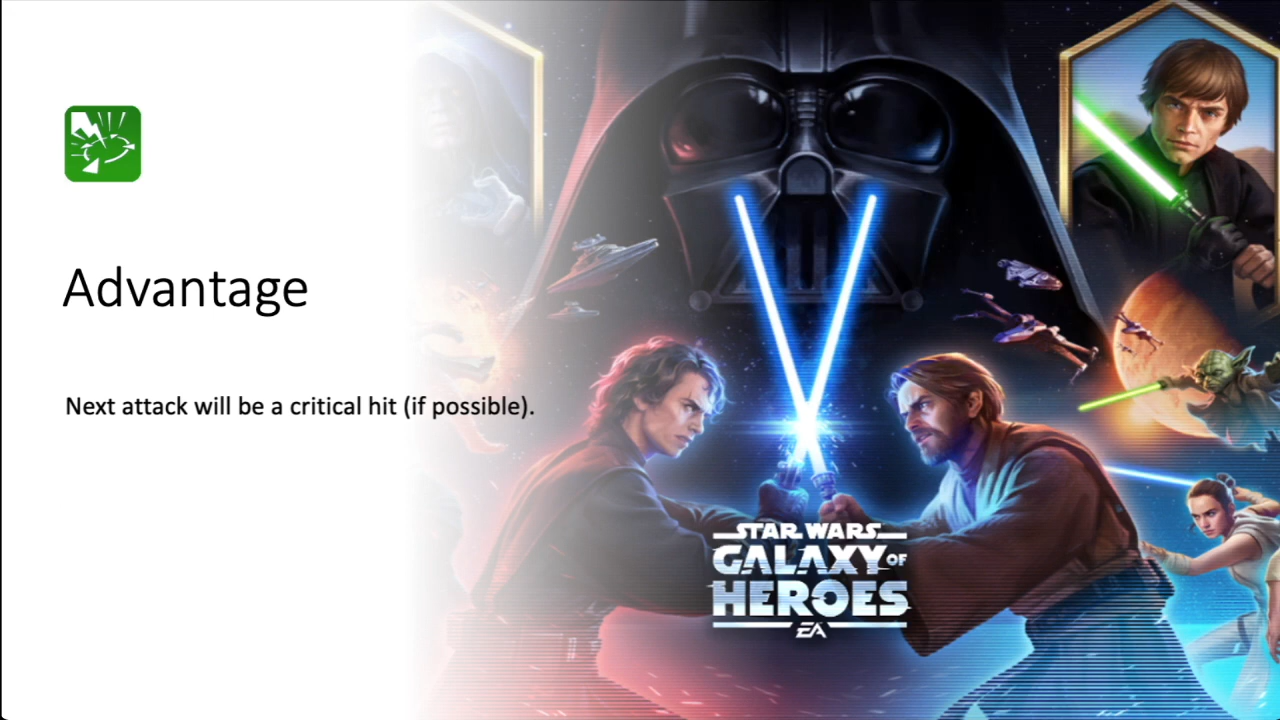 Advantage
Next attack will be a critical hit (if possible).
STAR WARS
GALAXY OF
HEROES
EA